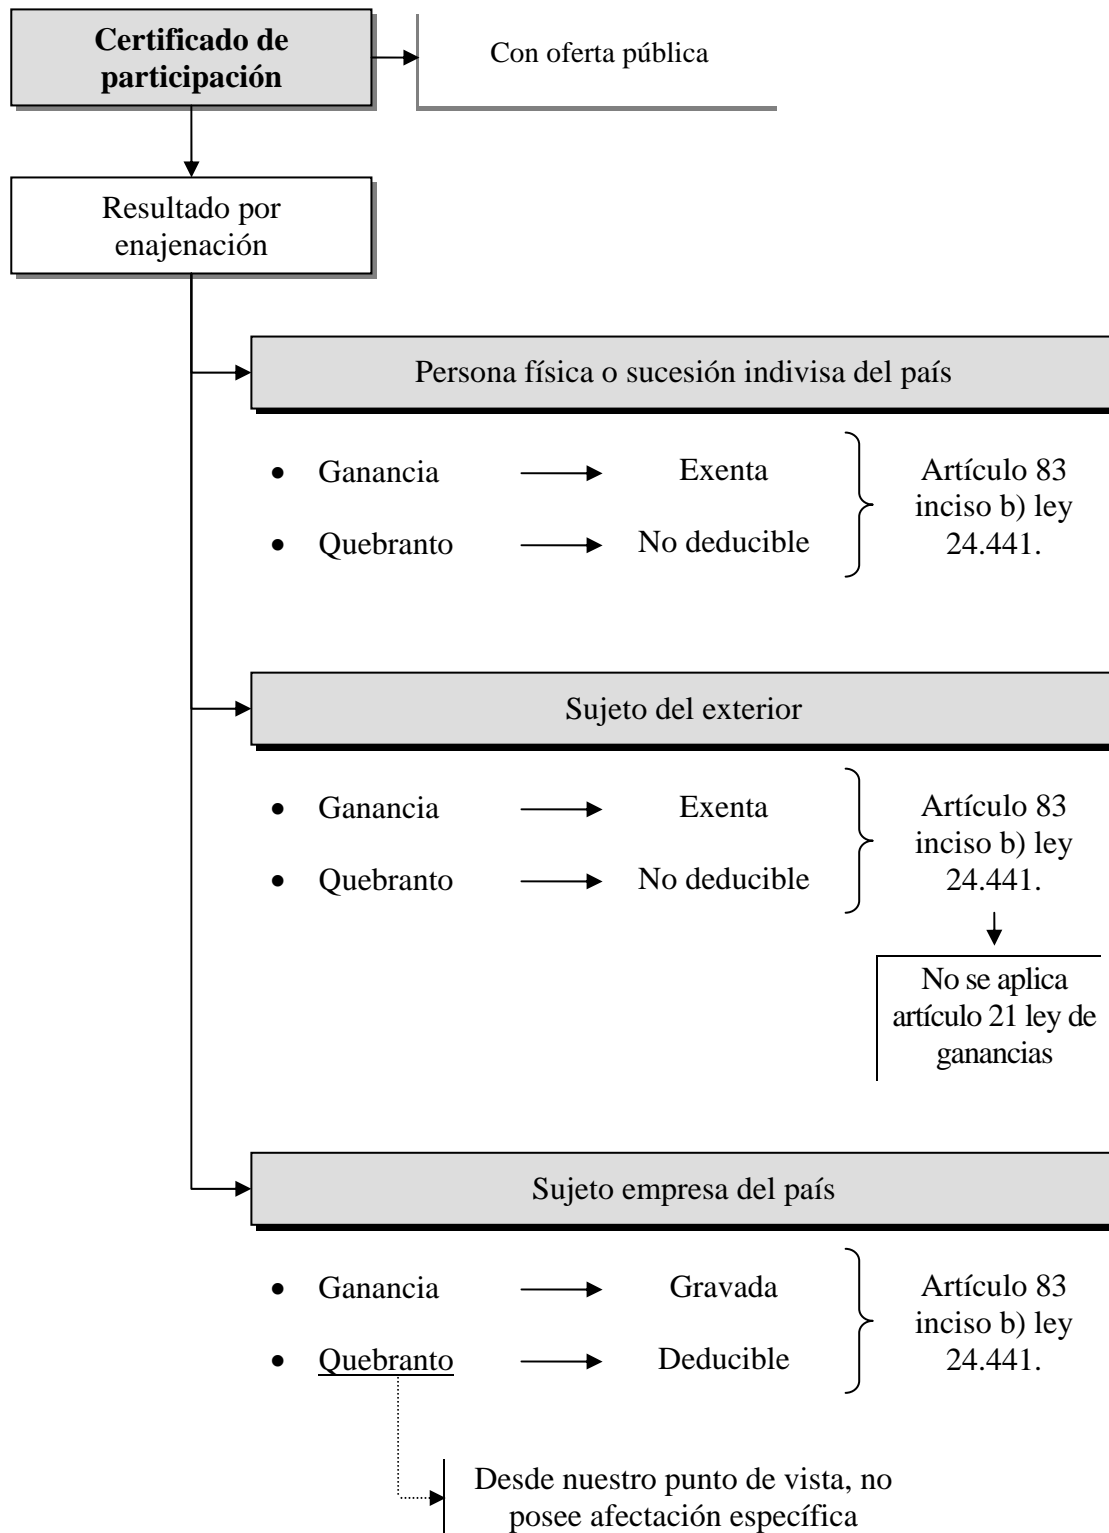 Certificado de
participación
Con oferta pública
Resultado por
enajenación
Persona física o sucesión indivisa del país
• Ganancia Exenta
• Quebranto No deducible
Artículo 83
inciso b) ley
24.441.
Sujeto del exterior
• Ganancia Exenta
• Quebranto No deducible
Artículo 83
inciso b) ley
24.441.
No se aplica
artículo 21 ley de
ganancias
Sujeto empresa del país
• Ganancia Gravada
• Quebranto Deducible
Artículo 83
inciso b) ley
24.441.
Desde nuestro punto de vista, no
posee afectación específica